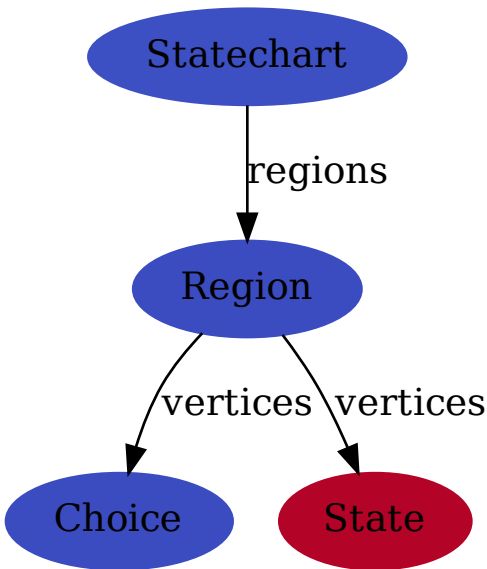 Statechart
regions
Region
vertices vertices
Choice State